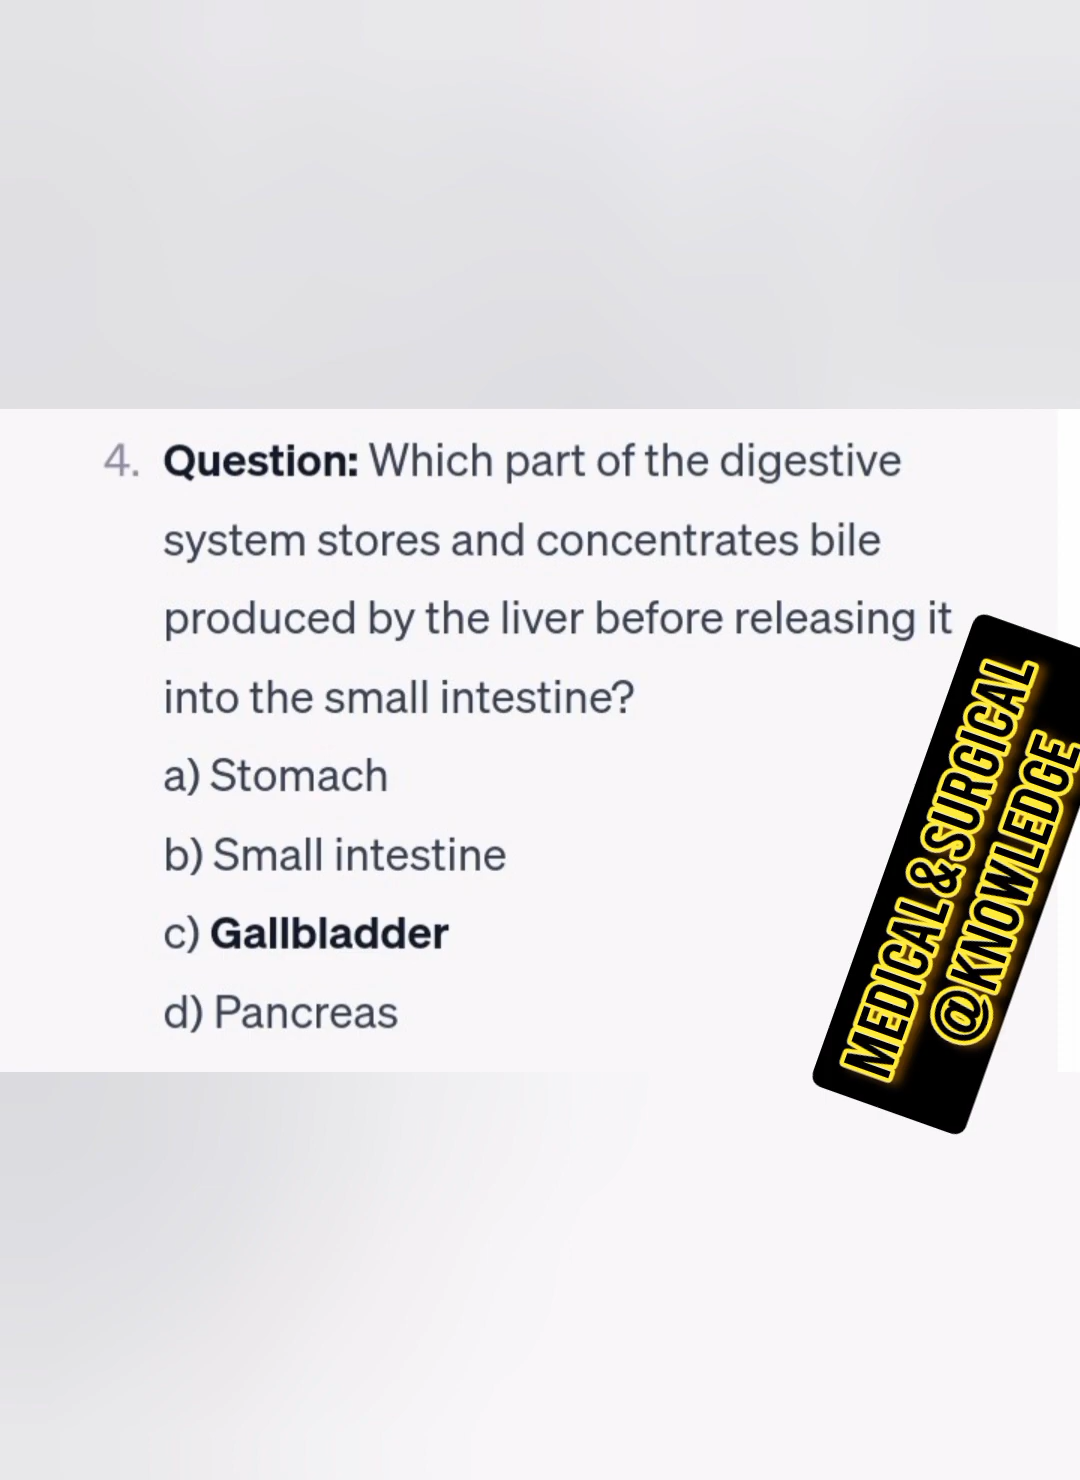 4. Question: Which part of the digestive
system stores and concentrates bile
produced by the liver before releasing it
into the small intestine?
a) Stomach
b) Small intestine
c) Gallbladder
d) Pancreas
MEDICAL & SURGICAL
@KNOWLEDGE